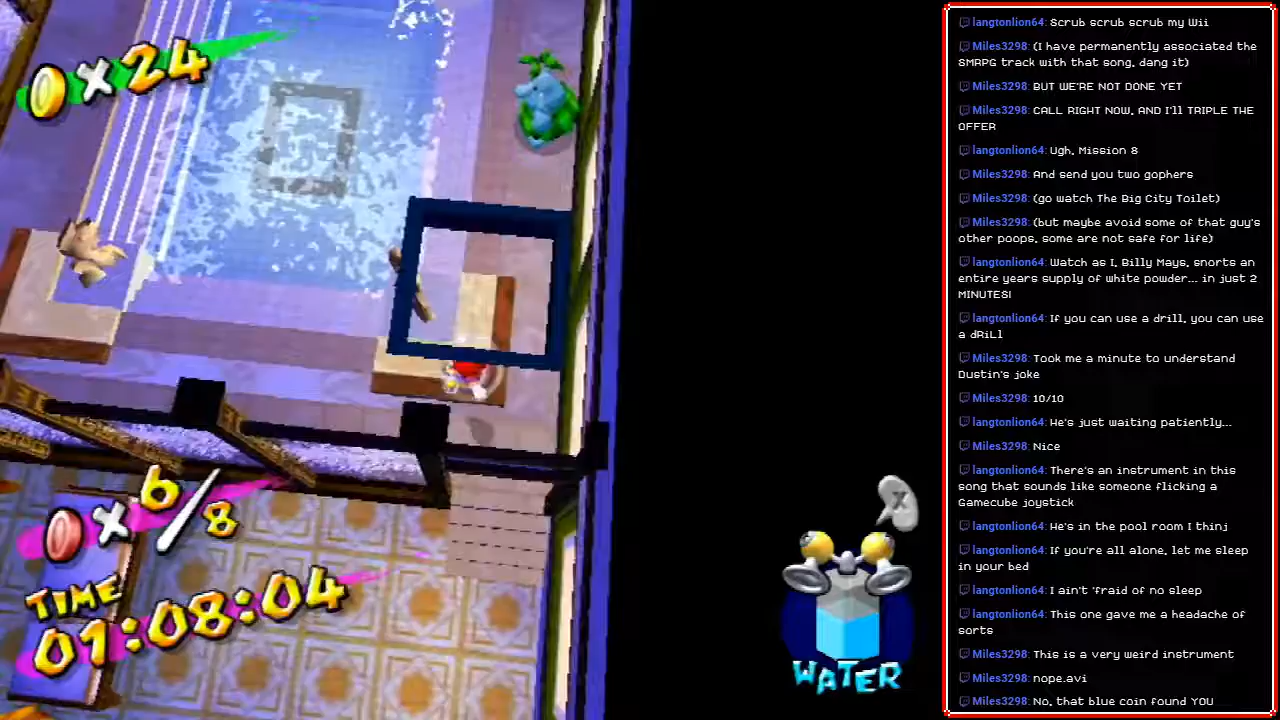 0×24
0×6/8
TIME
01:08:04
X
WATER
langtonlion64: Scrub scrub scrub my Wii
Miles3298: (I have permanently associated the
SMRPG track with that song, dang it)
Miles3298: BUT WE'RE NOT DONE YET
Miles3298: CALL RIGHT NOW, AND I'll TRIPLE THE
OFFER
langtonlion64: Ugh, Mission 8
Miles3298: And send you two gophers
Miles3298: (go watch The Big City Toilet)
Miles3298: (but maybe avoid some of that guy's
other poops, some are not safe for life)
langtonlion64: Watch as I, Billy Mays, snorts an
entire years supply of white powder... in just 2
MINUTES!
langtonlion64: If you can use a drill, you can use
a dRiLl
Miles3298: Took me a minute to understand
Dustin's joke
Miles3298: 10/10
langtonlion64: He's just waiting patiently...
Miles3298: Nice
langtonlion64: There's an instrument in this
song that sounds like someone flicking a
Gamecube joystick
langtonlion64: He's in the pool room I thinj
langtonlion64: If you're all alone, let me sleep
in your bed
langtonlion64: I ain't 'fraid of no sleep
langtonlion64: This one gave me a headache of
sorts
Miles3298: This is a very weird instrument
Miles3298: nope.avi
Miles3298: No, that blue coin found YOU